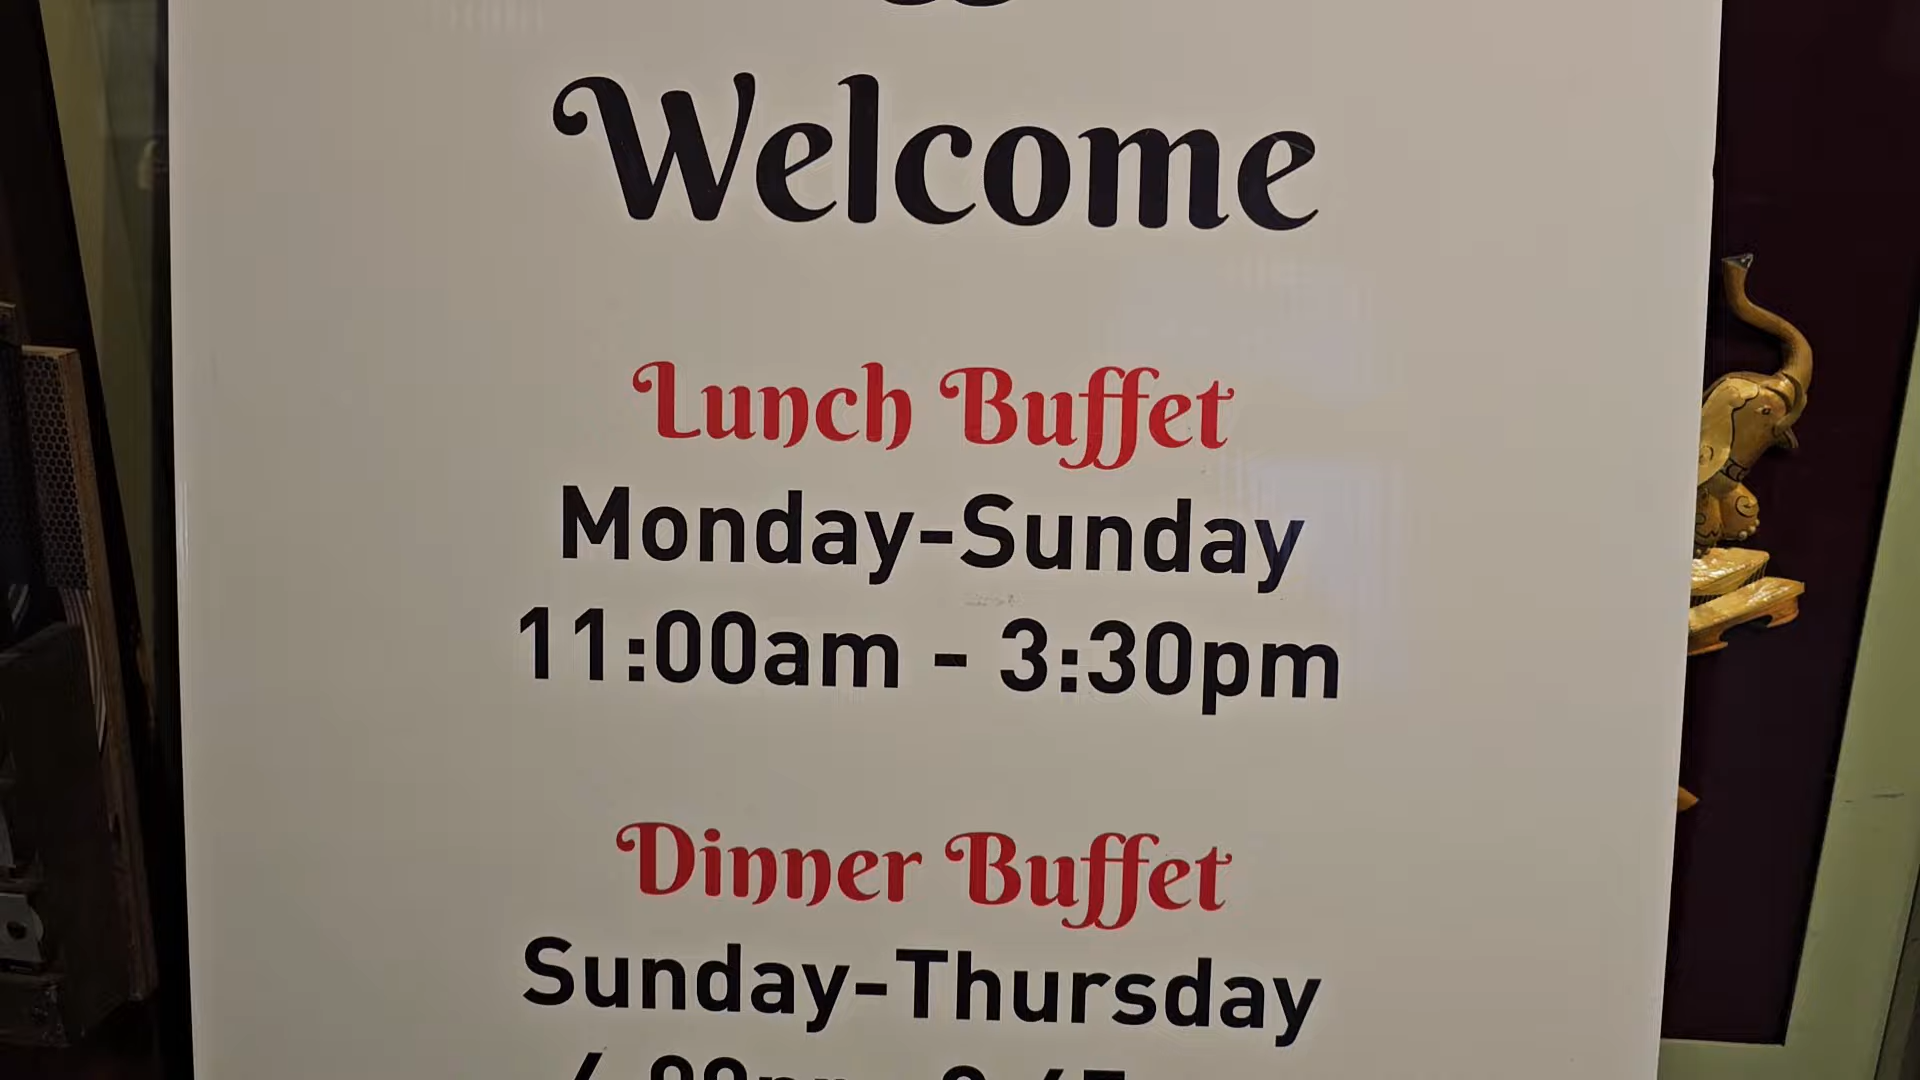 Welcome
Lunch Buffet
Monday-Sunday
11:00am - 3:30pm
Dinner Buffet
Sunday-Thursday